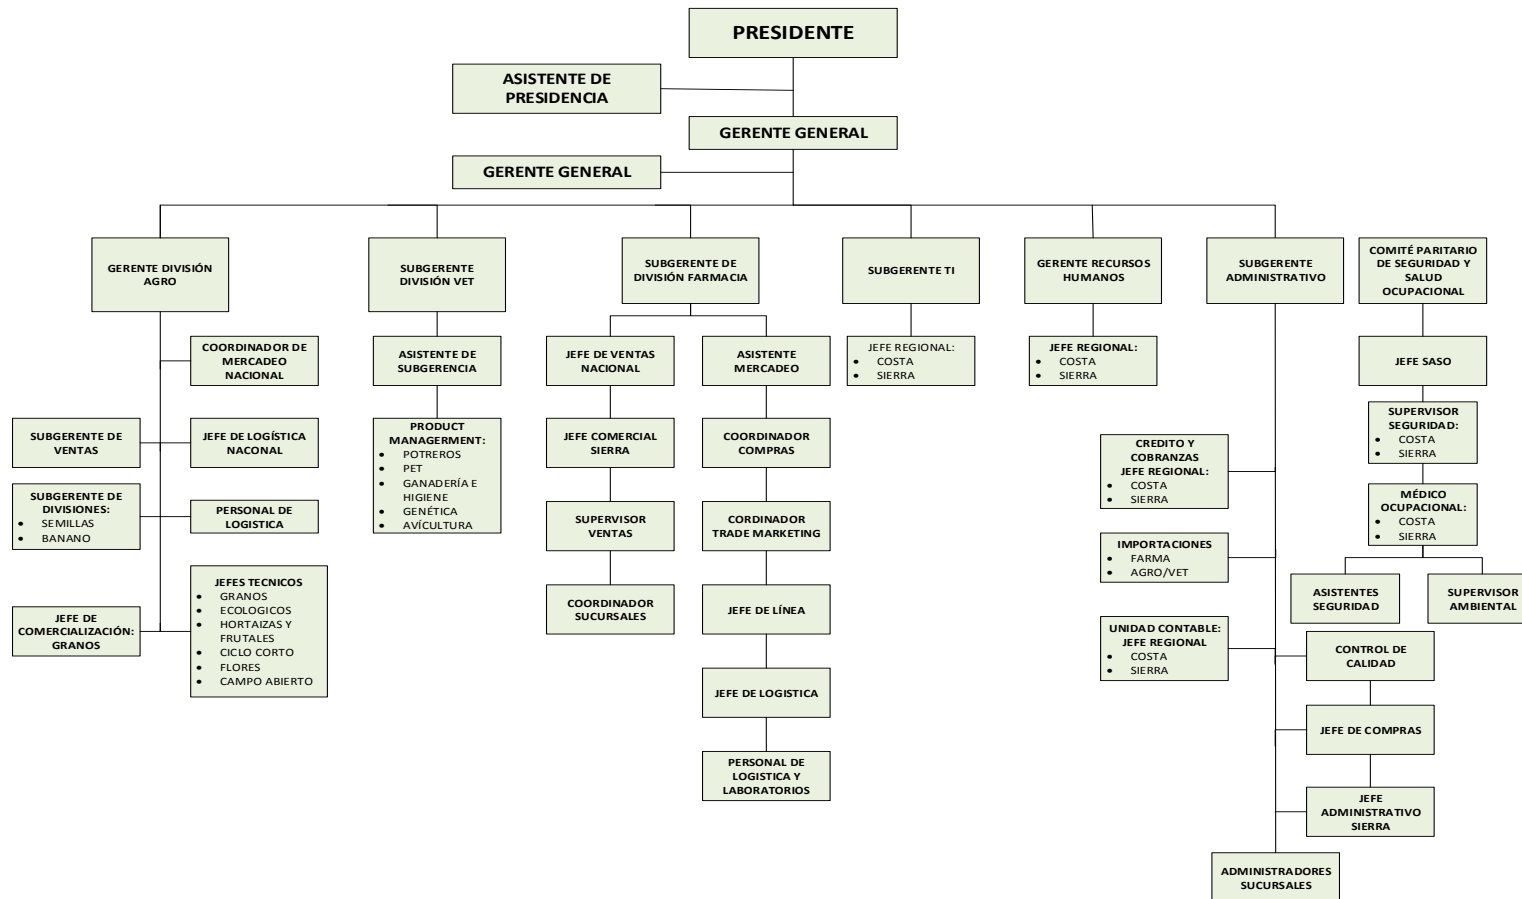 PRESIDENTE
ASISTENTE DE
PRESIDENCIA
GERENTE GENERAL
GERENTE GENERAL
GERENTE DIVISIÓN
AGRO
SUBGERENTE
DIVISIÓN VET
SUBGERENTE DE
DIVISIÓN FARMACIA
SUBGERENTE TI
GERENTE RECURSOS
HUMANOS
SUBGERENTE
ADMINISTRATIVO
COMITÉ PARITARIO
DE SEGURIDAD Y
SALUD
OCUPACIONAL
COORDINADOR DE
MERCADEO
NACIONAL
SUBGERENTE DE
VENTAS
JEFE DE LOGÍSTICA
NACONAL
SUBGERENTE DE
DIVISIONES:
• SEMILLAS
• BANANO
PERSONAL DE
LOGISTICA
JEFE DE
COMERCIALIZACIÓN:
GRANOS
JEFES TECNICOS
• GRANOS
• ECOLOGICOS
• HORTAIZAS Y
FRUTALES
• CICLO CORTO
• FLORES
• CAMPO ABIERTO
ASISTENTE DE
SUBGERENCIA
PRODUCT
MANAGERMENT:
• POTREROS
• PET
• GANADERÍA E
HIGIENE
• GENÉTICA
• AVÍCULTURA
JEFE DE VENTAS
NACIONAL
JEFE COMERCIAL
SIERRA
SUPERVISOR
VENTAS
COORDINADOR
SUCURSALES
ASISTENTE
MERCADEO
COORDINADOR
COMPRAS
CORDINADOR
TRADE MARKETING
JEFE DE LÍNEA
JEFE DE LOGISTICA
PERSONAL DE
LOGISTICA Y
LABORATORIOS
JEFE REGIONAL:
• COSTA
• SIERRA
JEFE REGIONAL:
• COSTA
• SIERRA
CREDITO Y
COBRANZAS
JEFE REGIONAL:
• COSTA
• SIERRA
IMPORTACIONES
• FARMA
• AGRO/VET
UNIDAD CONTABLE:
JEFE REGIONAL
• COSTA
• SIERRA
CONTROL DE
CALIDAD
JEFE DE COMPRAS
JEFE
ADMINISTRATIVO
SIERRA
ADMINISTRADORES
SUCURSALES
JEFE SASO
SUPERVISOR
SEGURIDAD:
• COSTA
• SIERRA
MÉDICO
OCUPACIONAL:
• COSTA
• SIERRA
ASISTENTES
SEGURIDAD
SUPERVISOR
AMBIENTAL